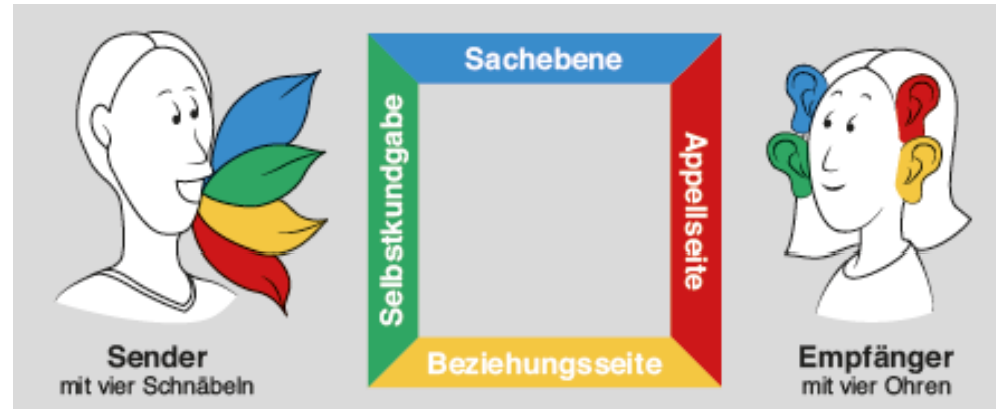 Sachebene
Selbstkundgabe
Appellseite
Beziehungsseite
Sender
mit vier Schnäbeln
Empfänger
mit vier Ohren